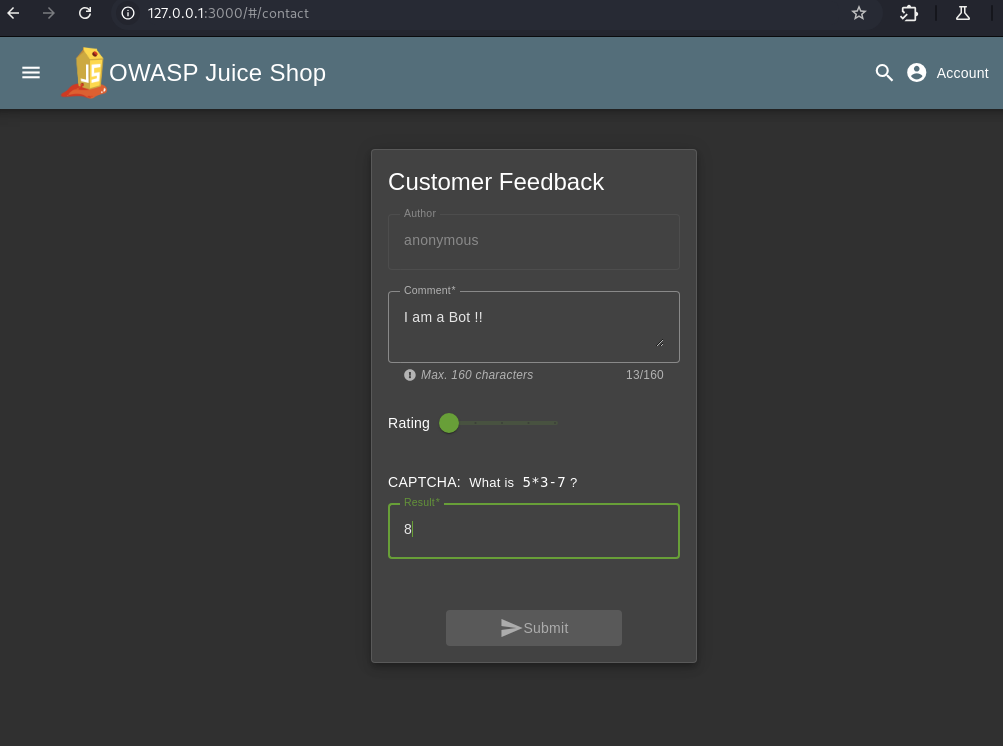 127.0.0.1:3000/#/contact
JS
OWASP Juice Shop
Account
Customer Feedback
Author
anonymous
Comment*
I am a Bot !!
Max. 160 characters 13/160
Rating
CAPTCHA: What is 5*3-7 ?
Result*
8
Submit